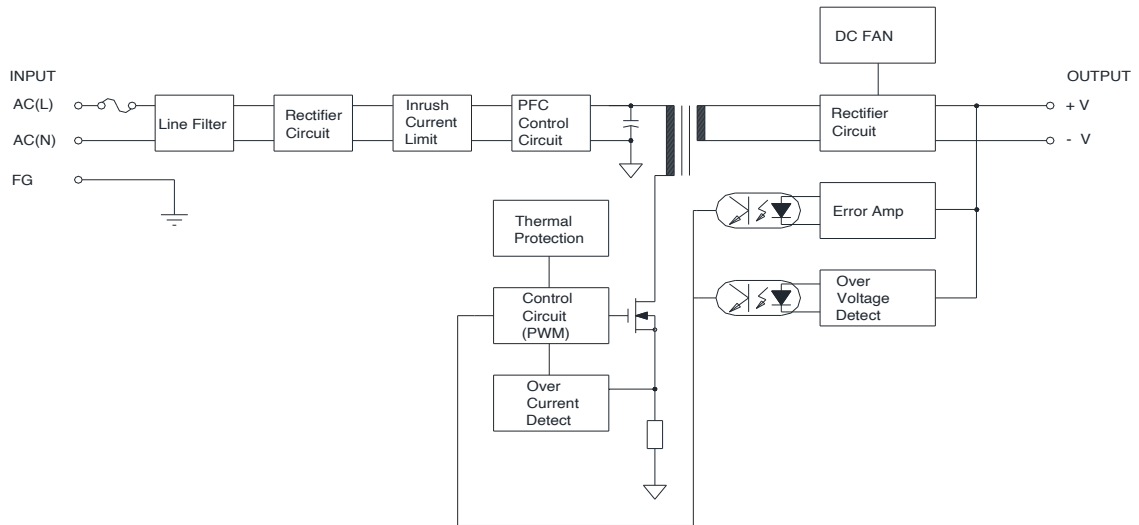 DC FAN
INPUT
OUTPUT
AC(L)
Line Filter
Rectifier
Circuit
Inrush
Current
Limit
PFC
Control
Circuit
Rectifier
Circuit
+ V
AC(N)
- V
FG
Error Amp
Thermal
Protection
Control
Circuit
(PWM)
Over
Voltage
Detect
Over
Current
Detect